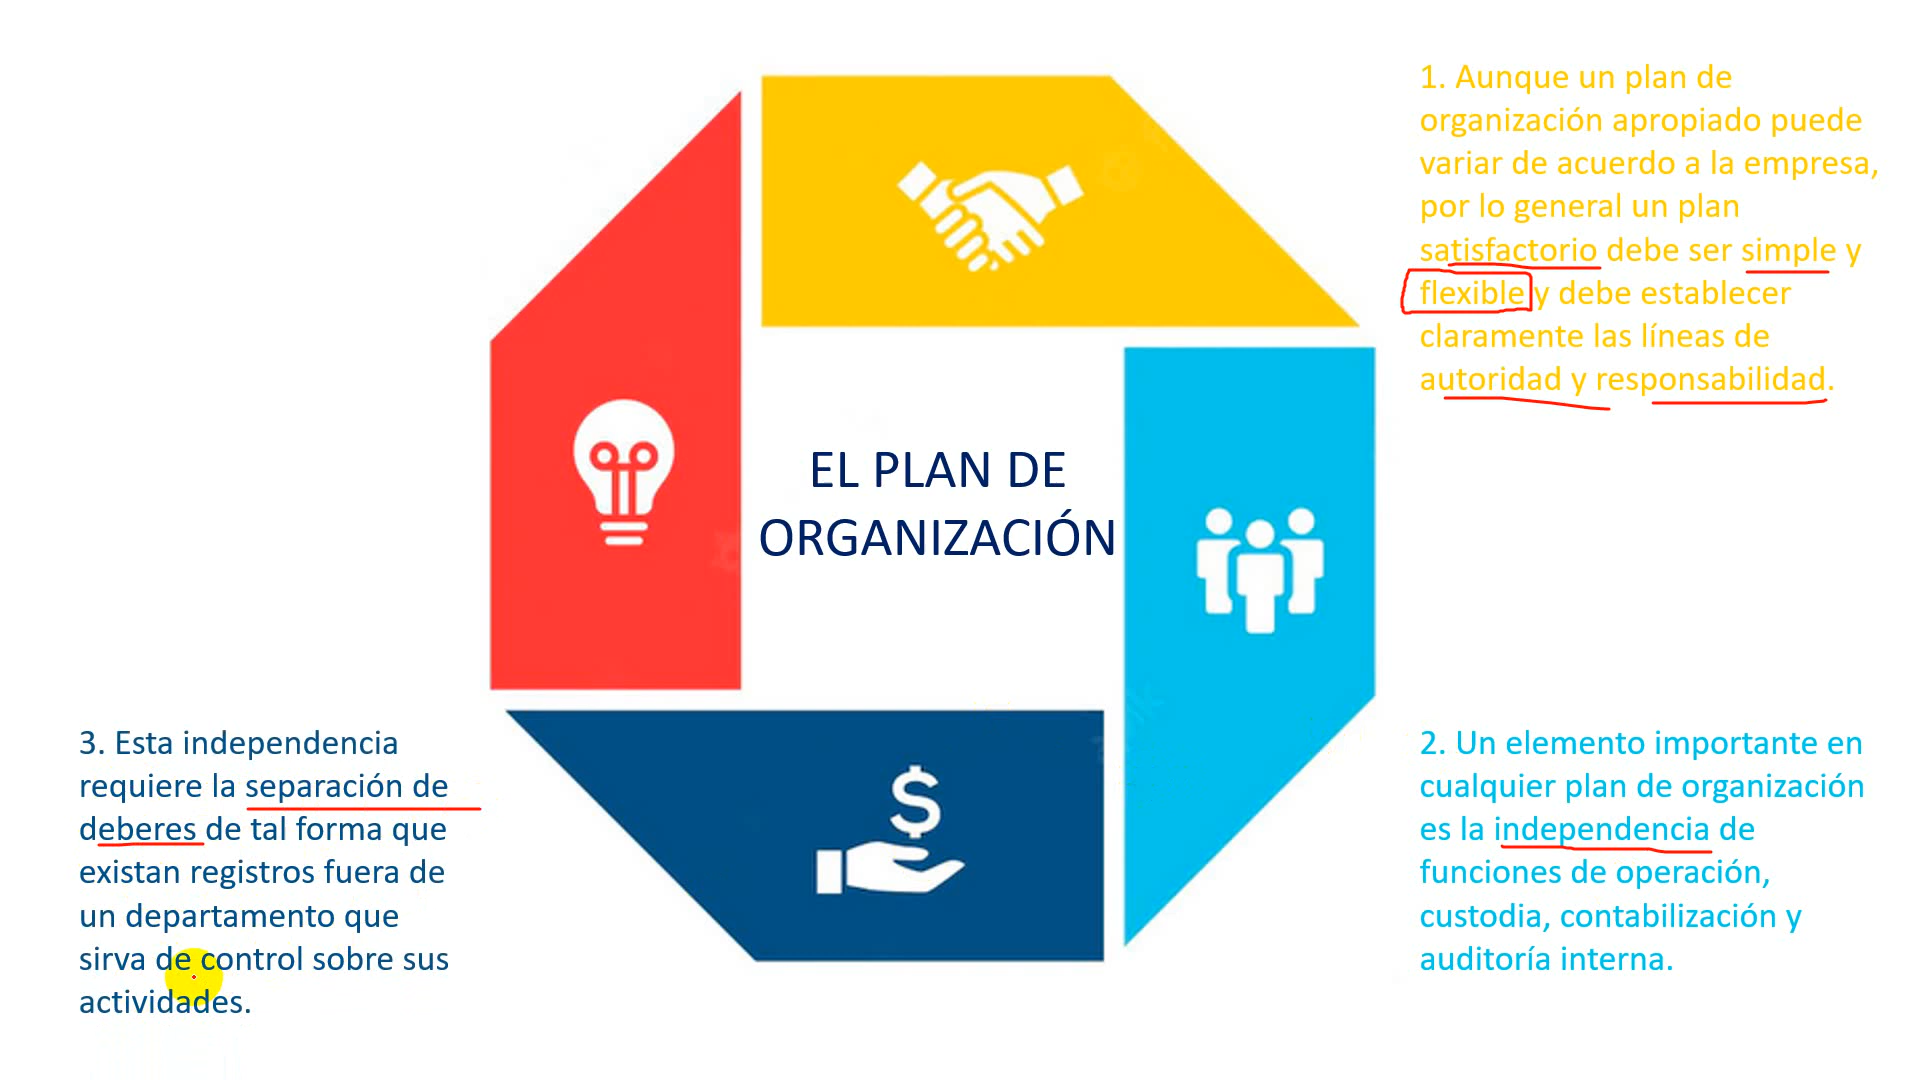 1. Aunque un plan de
organización apropiado puede
variar de acuerdo a la empresa,
por lo general un plan
satisfactorio debe ser simple y
flexible y debe establecer
claramente las líneas de
autoridad y responsabilidad.
EL PLAN DE
ORGANIZACIÓN
2. Un elemento importante en
cualquier plan de organización
es la independencia de
funciones de operación,
custodia, contabilización y
auditoría interna.
3. Esta independencia
requiere la separación de
deberes de tal forma que
existan registros fuera de
un departamento que
sirva de control sobre sus
actividades.
$